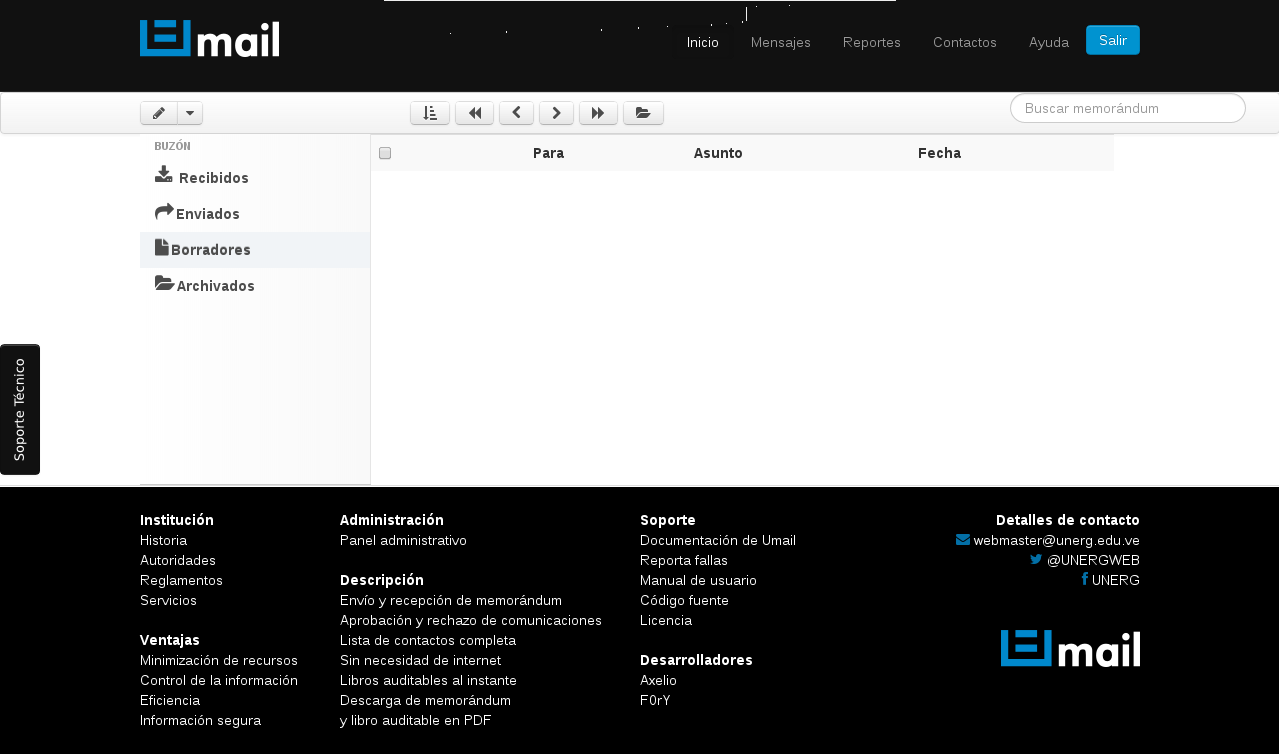 Umail
Inicio
Mensajes
Reportes
Contactos
Ayuda
Salir
Buscar memorándum
BUZÓN
Recibidos
Enviados
Borradores
Archivados
Para
Asunto
Fecha
Soporte Técnico
Institución
Historia
Autoridades
Reglamentos
Servicios
Ventajas
Minimización de recursos
Control de la información
Eficiencia
Información segura
Administración
Panel administrativo
Descripción
Envío y recepción de memorándum
Aprobación y rechazo de comunicaciones
Lista de contactos completa
Sin necesidad de internet
Libros auditables al instante
Descarga de memorándum
y libro auditable en PDF
Soporte
Documentación de Umail
Reporta fallas
Manual de usuario
Código fuente
Licencia
Desarrolladores
Axelio
F0rY
Detalles de contacto
webmaster@unerg.edu.ve
@UNERGWEB
UNERG
Umail